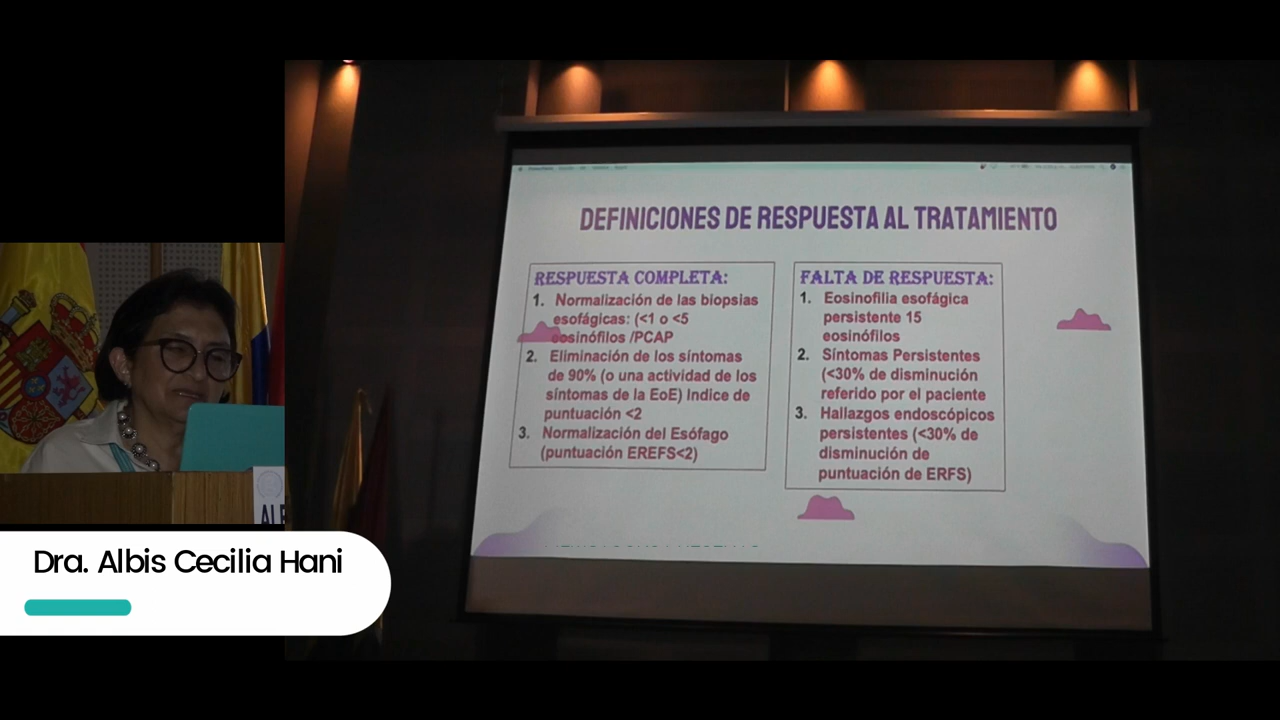 DEFINICIONES DE RESPUESTA AL TRATAMIENTO
RESPUESTA COMPLETA:
1. Normalización de las biopsias
esofágicas: (<1 o <5
eosinófilos /PCAP
2. Eliminación de los síntomas
de 90% (o una actividad de los
síntomas de la EoE) Indice de
puntuación <2
3. Normalización del Esófago
(puntuación EREFS<2)
FALTA DE RESPUESTA:
1. Eosinofilia esofágica
persistente 15
eosinófilos
2. Síntomas Persistentes
(<30% de disminución
referido por el paciente
3. Hallazgos endoscópicos
persistentes (<30% de
disminución de
puntuación de ERFS)
ALE
Dra. Albis Cecilia Hani